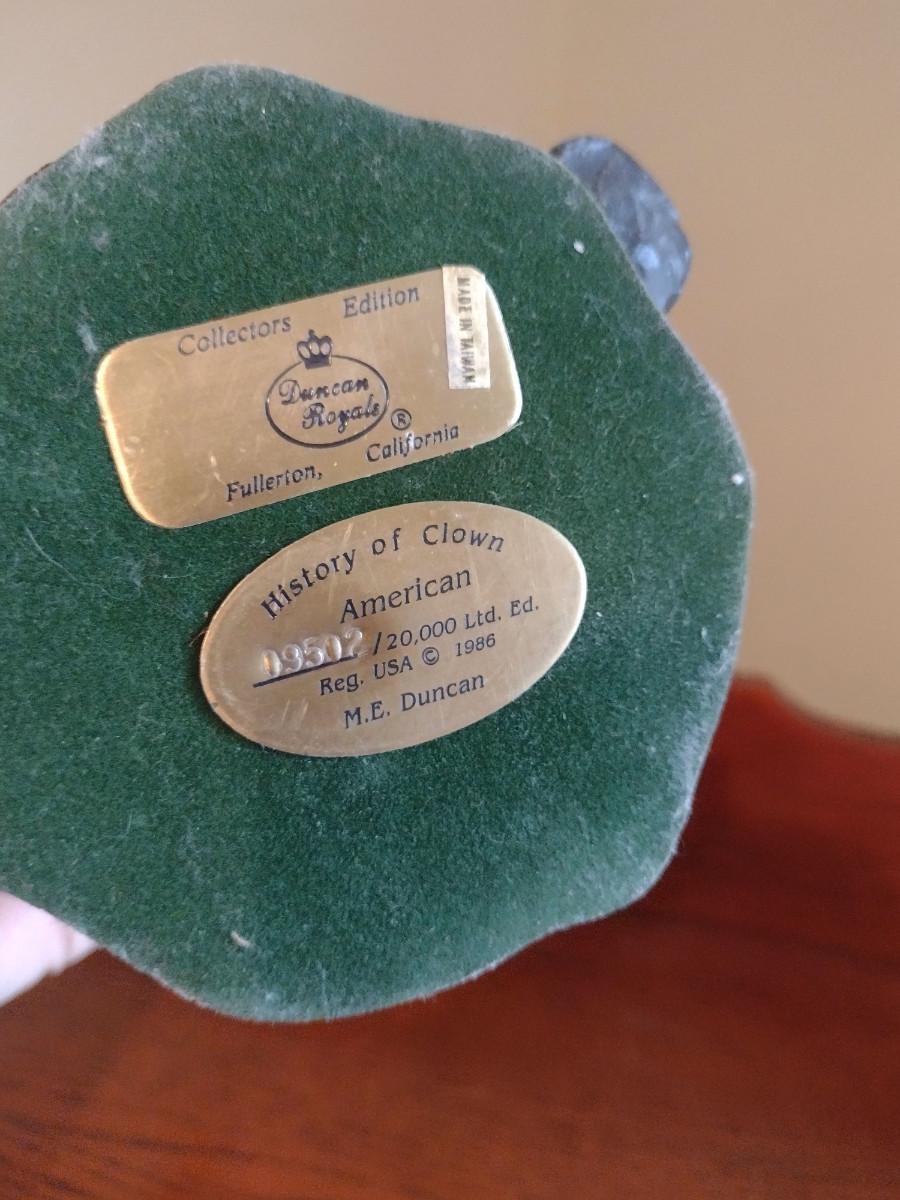 Collectors Edition
MADE IN TAIWAN
Duncan
Royale ®
Fullerton, California
History of Clown
American
09502 / 20,000 Ltd. Ed.
Reg. USA © 1986
M.E. Duncan